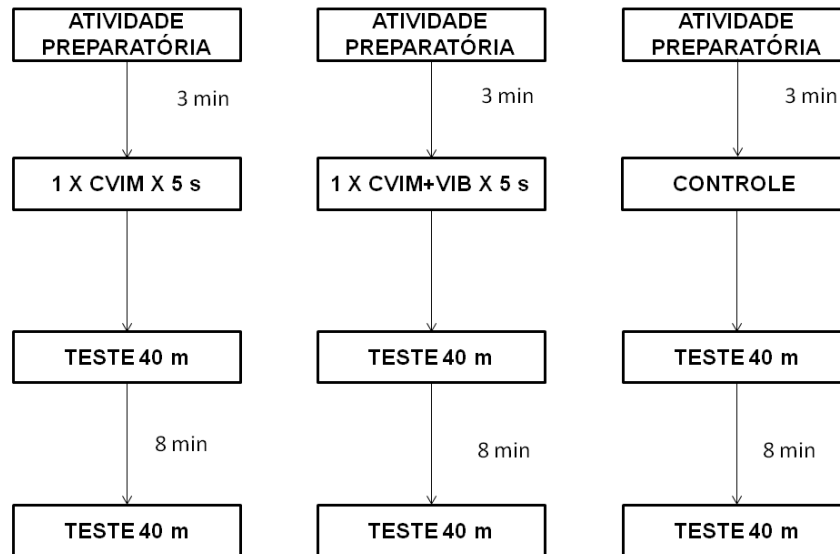 ATIVIDADE
PREPARATÓRIA
ATIVIDADE
PREPARATÓRIA
ATIVIDADE
PREPARATÓRIA
3 min
3 min
3 min
1 X CVIM X 5 s
1 X CVIM+VIB X 5 s
CONTROLE
TESTE 40 m
TESTE 40 m
TESTE 40 m
8 min
8 min
8 min
TESTE 40 m
TESTE 40 m
TESTE 40 m